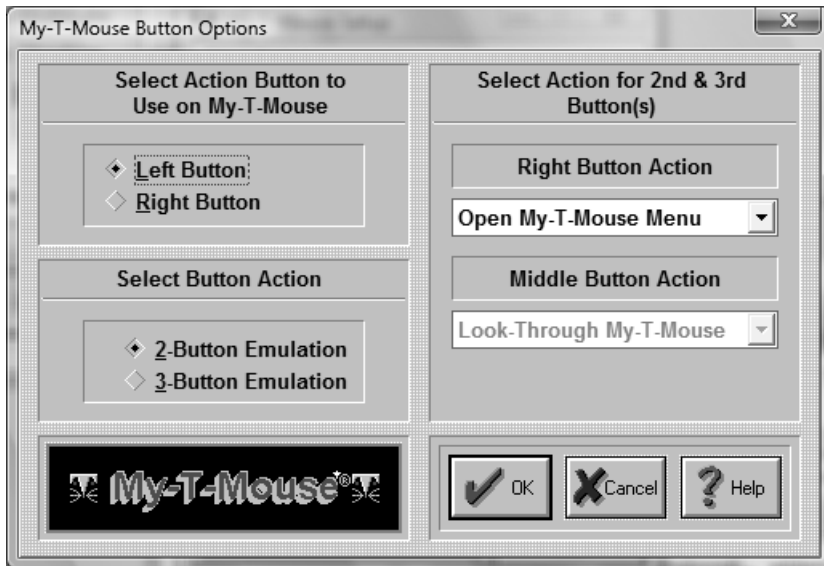 My-T-Mouse Button Options
Select Action Button to
Use on My-T-Mouse
Left Button
Right Button
Select Button Action
2-Button Emulation
3-Button Emulation
Select Action for 2nd & 3rd
Button(s)
Right Button Action
Open My-T-Mouse Menu
Middle Button Action
Look-Through My-T-Mouse
My-T-Mouse®
OK
Cancel
Help